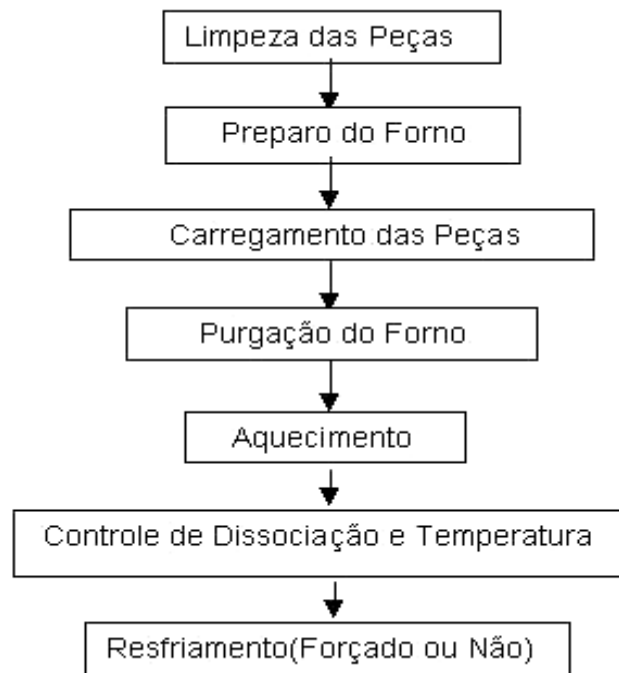 Limpeza das Peças
Preparo do Forno
Carregamento das Peças
Purgação do Forno
Aquecimento
Controle de Dissociação e Temperatura
Resfriamento(Forçado ou Não)